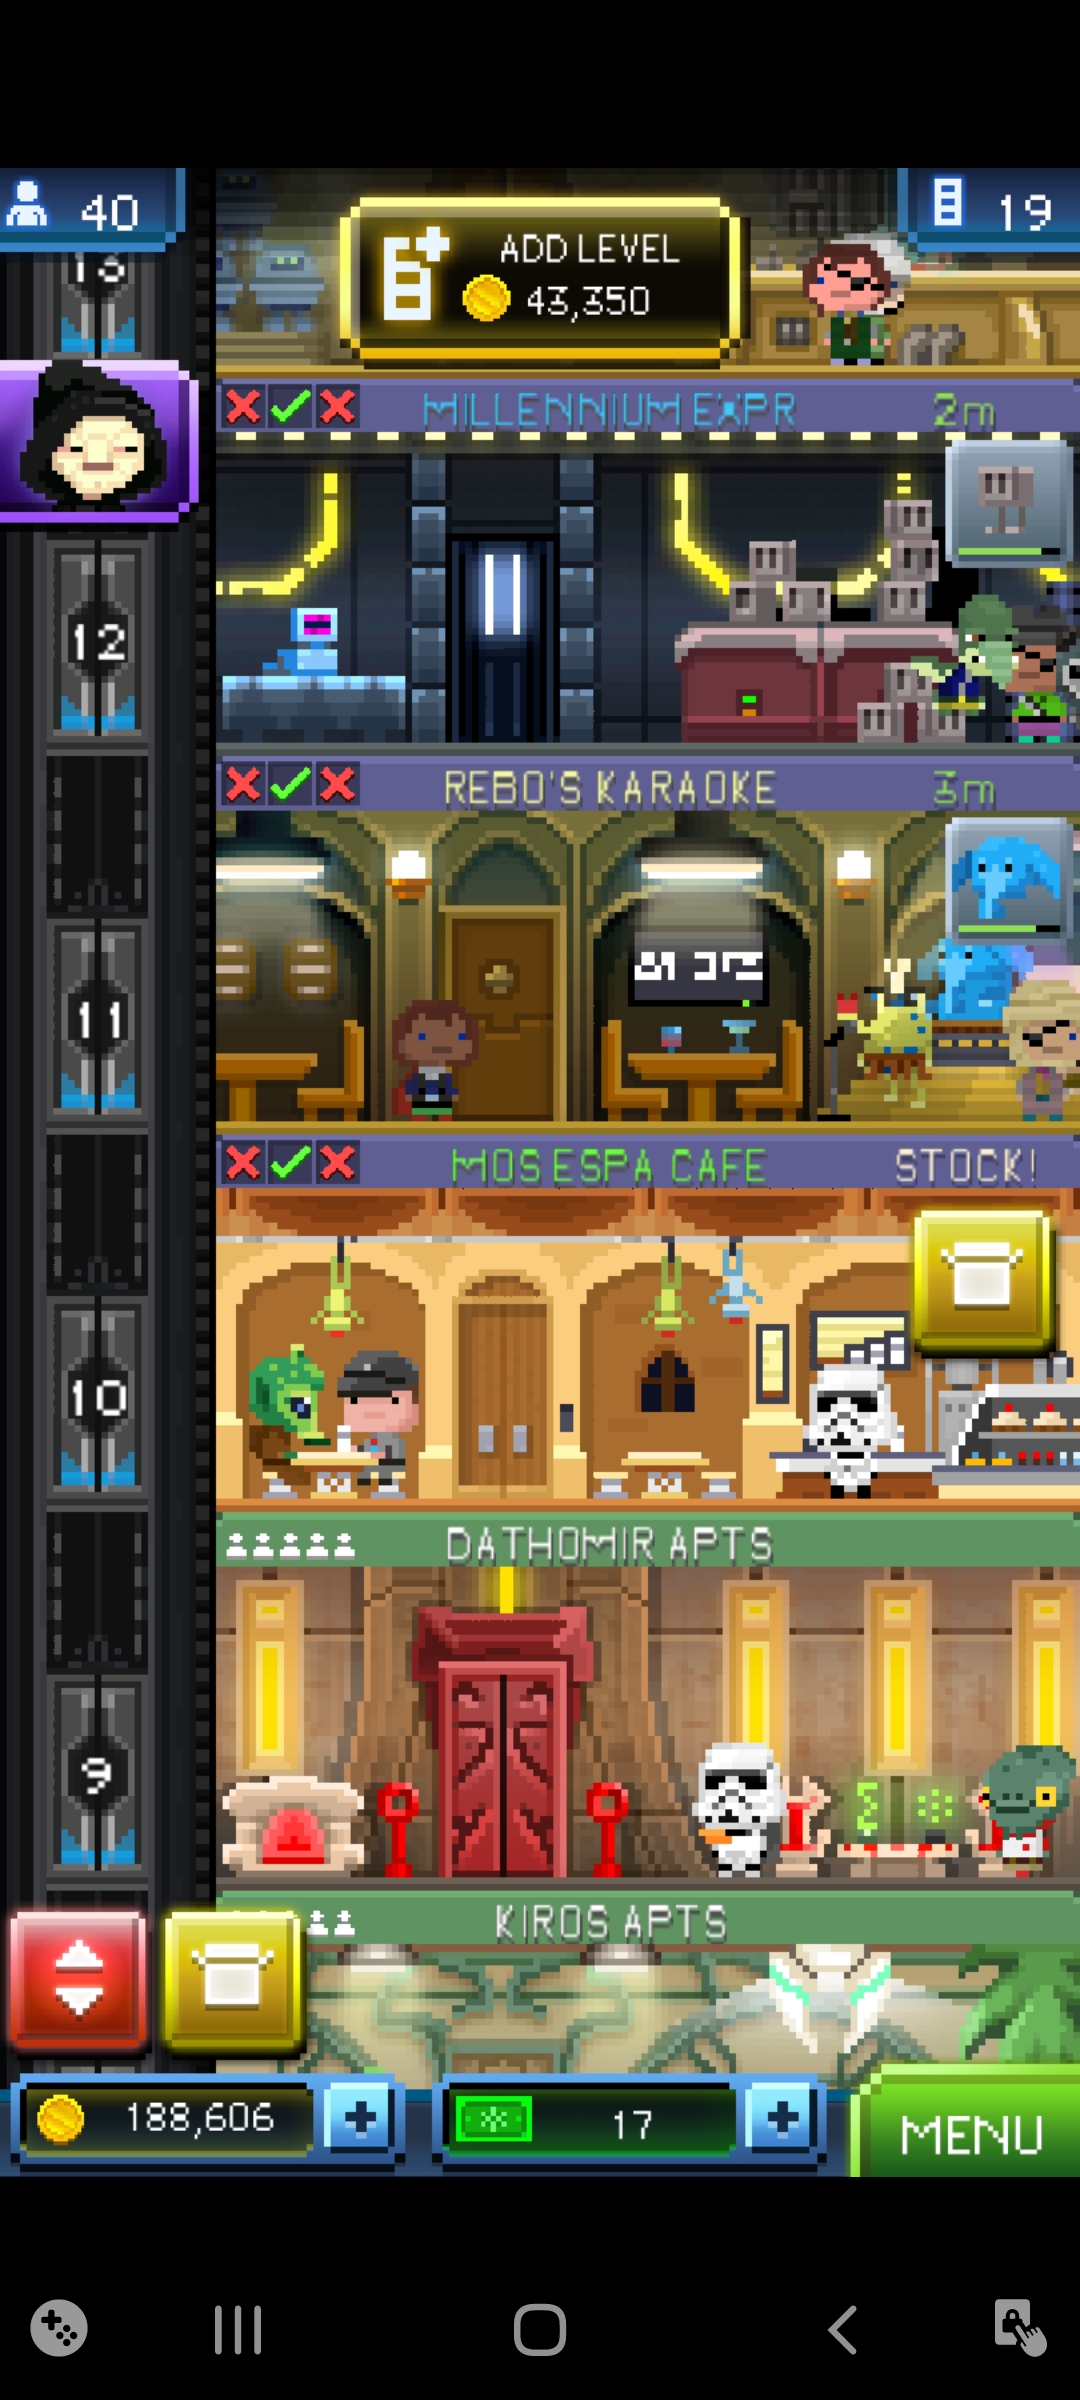 40
ADD LEVEL
43,350
19
13
MILLENNIUM EXPR
2m
12
REBO'S KARAOKE
3m
11
MOS ESPA CAFE
STOCK!
10
DATHOMIR APTS
9
KIROS APTS
188,606
17
MENU